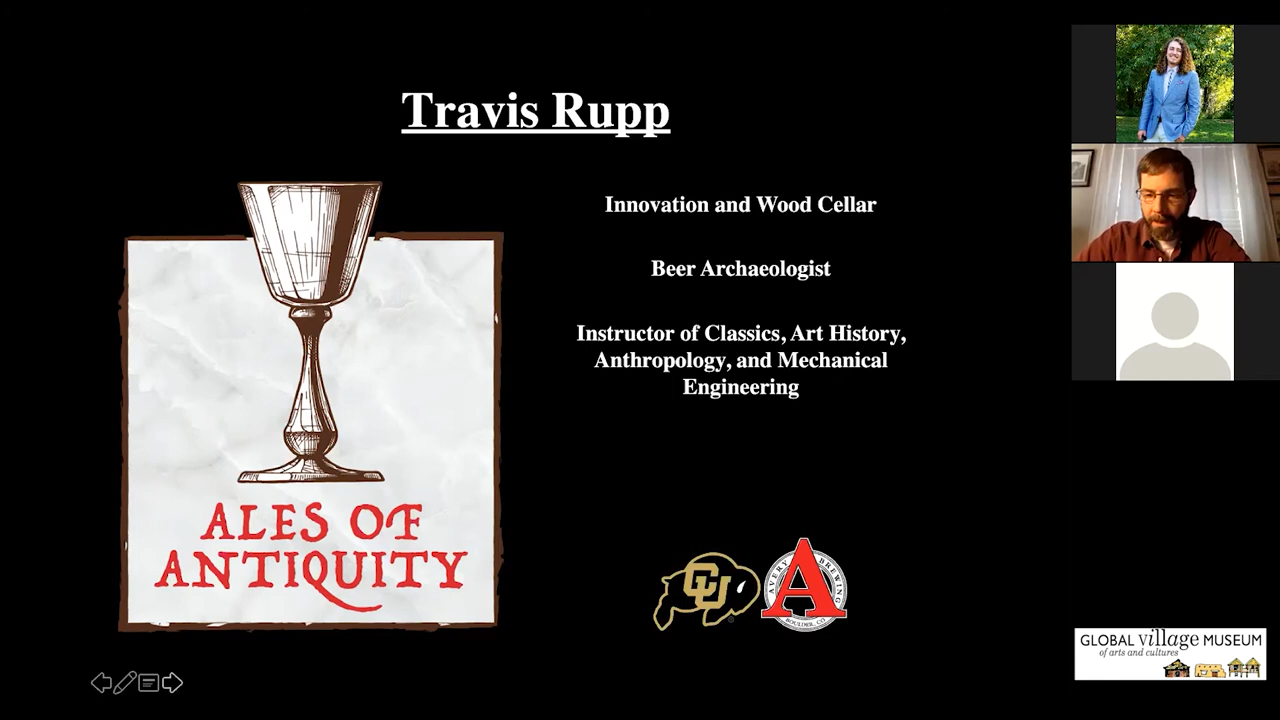 Travis Rupp
Innovation and Wood Cellar
Beer Archaeologist
Instructor of Classics, Art History,
Anthropology, and Mechanical
Engineering
ALES OF
ANTIQUITY
CU
AVERY BREWING
A
BOULDER, CO
GLOBAL village MUSEUM
of arts and cultures